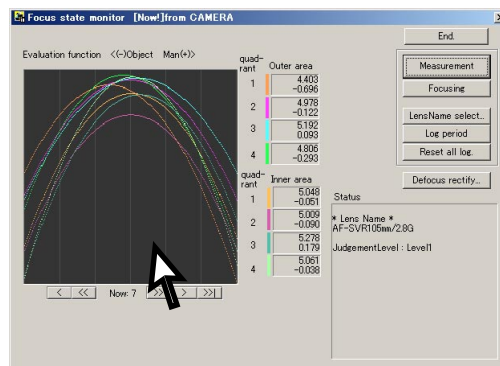 Focus state monitor [Now!]from CAMERA
End.
Evaluation function <(-)Object Man(+)>
quad-
rant Outer area
1 4.403
-0.696
2 4.978
-0.122
3 5.192
0.093
4 4.806
-0.293
quad-
rant Inner area
1 5.048
-0.051
2 5.009
-0.090
3 5.278
0.179
4 5.061
-0.038
< << Now: 7 >> > >>|
Measurement
Focusing
LensName select..
Log period
Reset all log.
Defocus rectify...
Status
* Lens Name *
AF-SVR105mm/2.8G
JudgementLevel : Level1